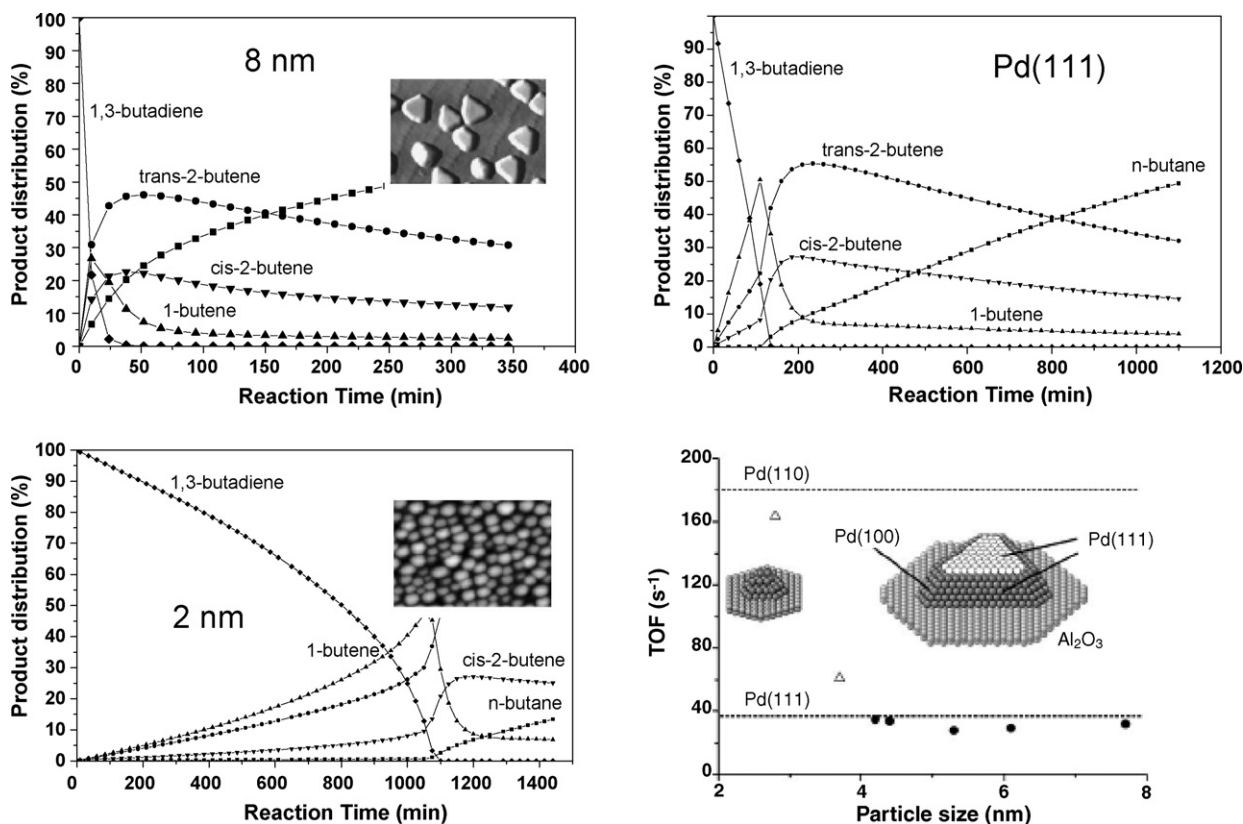 100
90
80
70
60
50
40
30
20
10
0
Product distribution (%)
8 nm
1,3-butadiene
trans-2-butene
cis-2-butene
1-butene
0 50 100 150 200 250 300 350 400
Reaction Time (min)
100
90
80
70
60
50
40
30
20
10
0
Product distribution (%)
Pd(111)
1,3-butadiene
trans-2-butene
n-butane
cis-2-butene
1-butene
0 200 400 600 800 1000 1200
Reaction Time (min)
100
90
80
70
60
50
40
30
20
10
0
Product distribution (%)
1,3-butadiene
2 nm
1-butene
cis-2-butene
n-butane
0 200 400 600 800 1000 1200 1400
Reaction Time (min)
200
160
120
80
40
0
TOF (s⁻¹)
Pd(110)
Pd(100)
Pd(111)
Al₂O₃
Pd(111)
2 4 6 8
Particle size (nm)